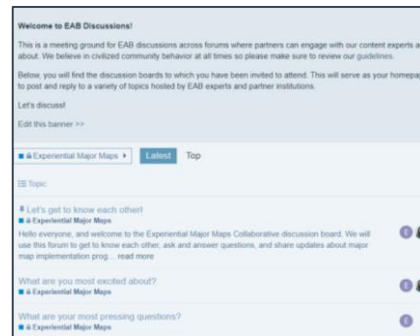 Welcome to EAB Discussions!
This is a meeting ground for EAB discussions across forums where partners can engage with our content experts a
about. We believe in civilized community behavior at all times so please make sure to review our guidelines.
Below, you will find the discussion boards to which you have been invited to attend. This will serve as your homepag
to post and reply to a variety of topics hosted by EAB experts and partner institutions.
Let's discuss!
Edit this banner >>
Experiential Major Maps Latest Top
Topic
Let's get to know each other!
Experiential Major Maps
Hello everyone, and welcome to the Experiential Major Maps Collaborative discussion board. We will
use this forum to get to know each other, ask and answer questions, and share updates about major
map implementation prog... read more
What are you most excited about?
Experiential Major Maps
What are your most pressing questions?
Experiential Major Maps